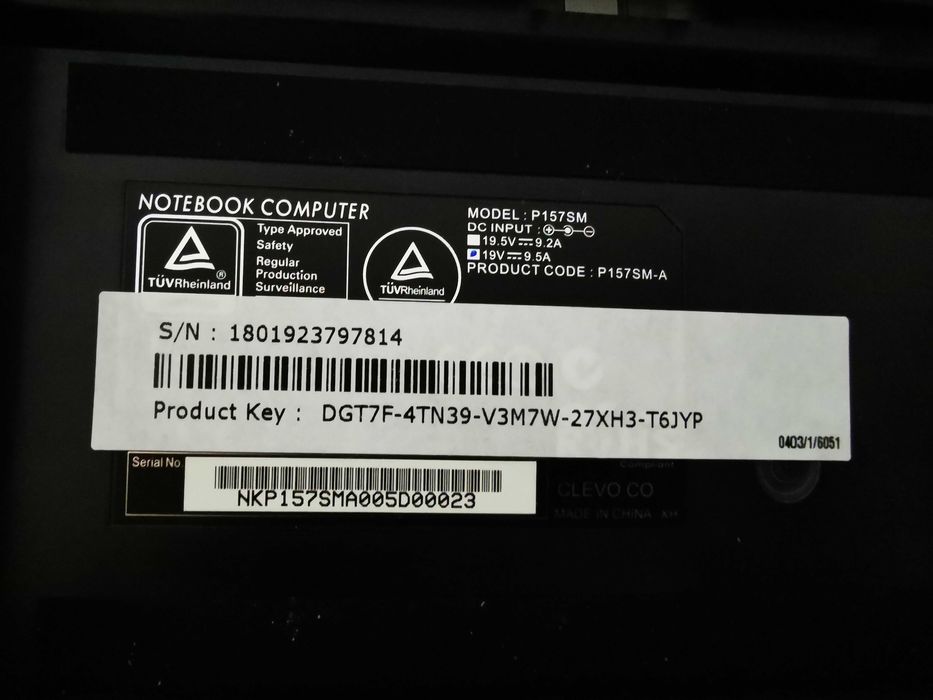 NOTEBOOK COMPUTER
TÜVRheinland ®
Type Approved
Safety
Regular
Production
Surveillance
TÜVRheinland
MODEL : P157SM
DC INPUT :
19.5V 9.2A
19V 9.5A
PRODUCT CODE : P157SM-A
S/N : 1801923797814
Product Key : DGT7F-4TN39-V3M7W-27XH3-T6JYP
0403/1/6051
Serial No.
NKP157SMA005D00023
Compliant
CLEVO CO
MADE IN CHINA XH